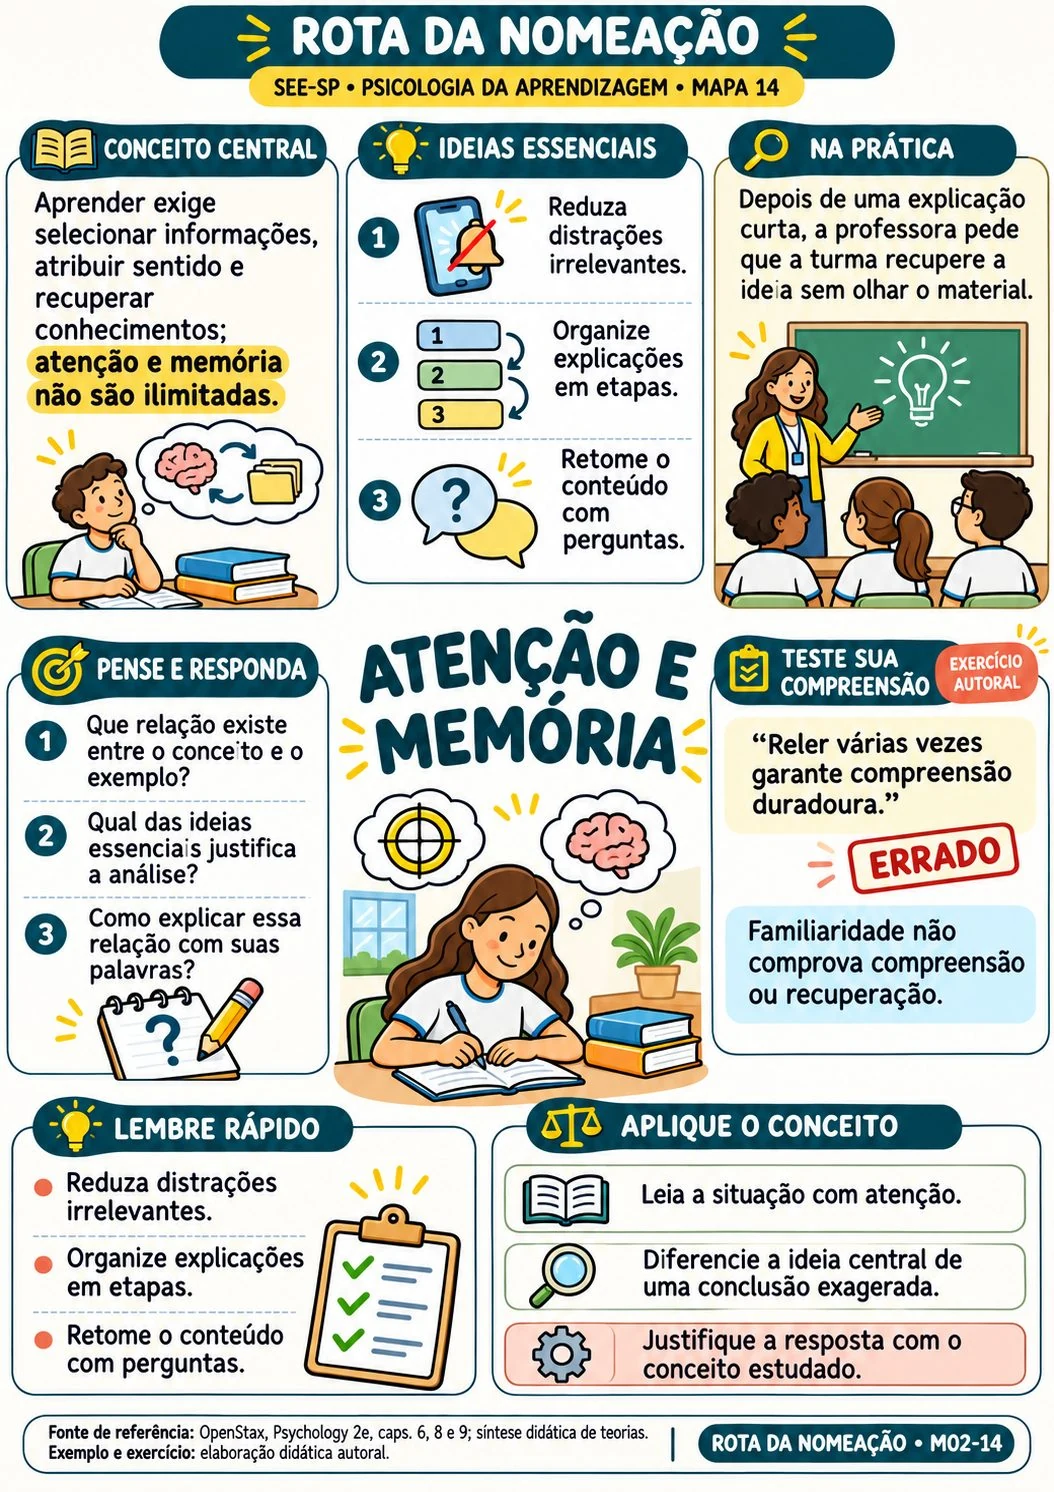 ROTA DA NOMEAÇÃO
SEE-SP • PSICOLOGIA DA APRENDIZAGEM • MAPA 14
CONCEITO CENTRAL
Aprender exige
selecionar informações,
atribuir sentido e
recuperar
conhecimentos;
atenção e memória
não são ilimitadas.
IDEIAS ESSENCIAIS
1
Reduza
distrações
irrelevantes.
2
1
2
3
Organize
explicações
em etapas.
3
?
Retome o
conteúdo
com
perguntas.
NA PRÁTICA
Depois de uma explicação
curta, a professora pede
que a turma recupere a
ideia sem olhar o material.
PENSE E RESPONDA
1
Que relação existe
entre o conceito e o
exemplo?
2
Qual das ideias
essenciais justifica
a análise?
3
Como explicar essa
relação com suas
palavras?
?
ATENÇÃO E
MEMÓRIA
TESTE SUA
COMPREENSÃO
EXERCÍCIO
AUTORAL
“Reler várias vezes
garante compreensão
duradoura.”
ERRADO
Familiaridade não
comprova compreensão
ou recuperação.
LEMBRE RÁPIDO
Reduza distrações
irrelevantes.
Organize explicações
em etapas.
Retome o conteúdo
com perguntas.
APLIQUE O CONCEITO
Leia a situação com atenção.
Diferencie a ideia central de
uma conclusão exagerada.
Justifique a resposta com o
conceito estudado.
Fonte de referência: OpenStax, Psychology 2e, caps. 6, 8 e 9; síntese didática de teorias.
Exemplo e exercício: elaboração didática autoral.
ROTA DA NOMEAÇÃO • M02-14